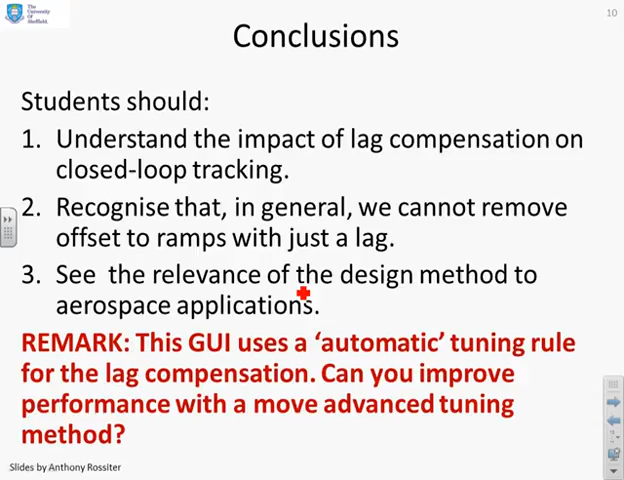 The
University
Of
Sheffield.
10
Conclusions
Students should:
1. Understand the impact of lag compensation on
closed-loop tracking.
2. Recognise that, in general, we cannot remove
offset to ramps with just a lag.
3. See the relevance of the design method to
aerospace applications.
REMARK: This GUI uses a ‘automatic’ tuning rule
for the lag compensation. Can you improve
performance with a move advanced tuning
method?
Slides by Anthony Rossiter